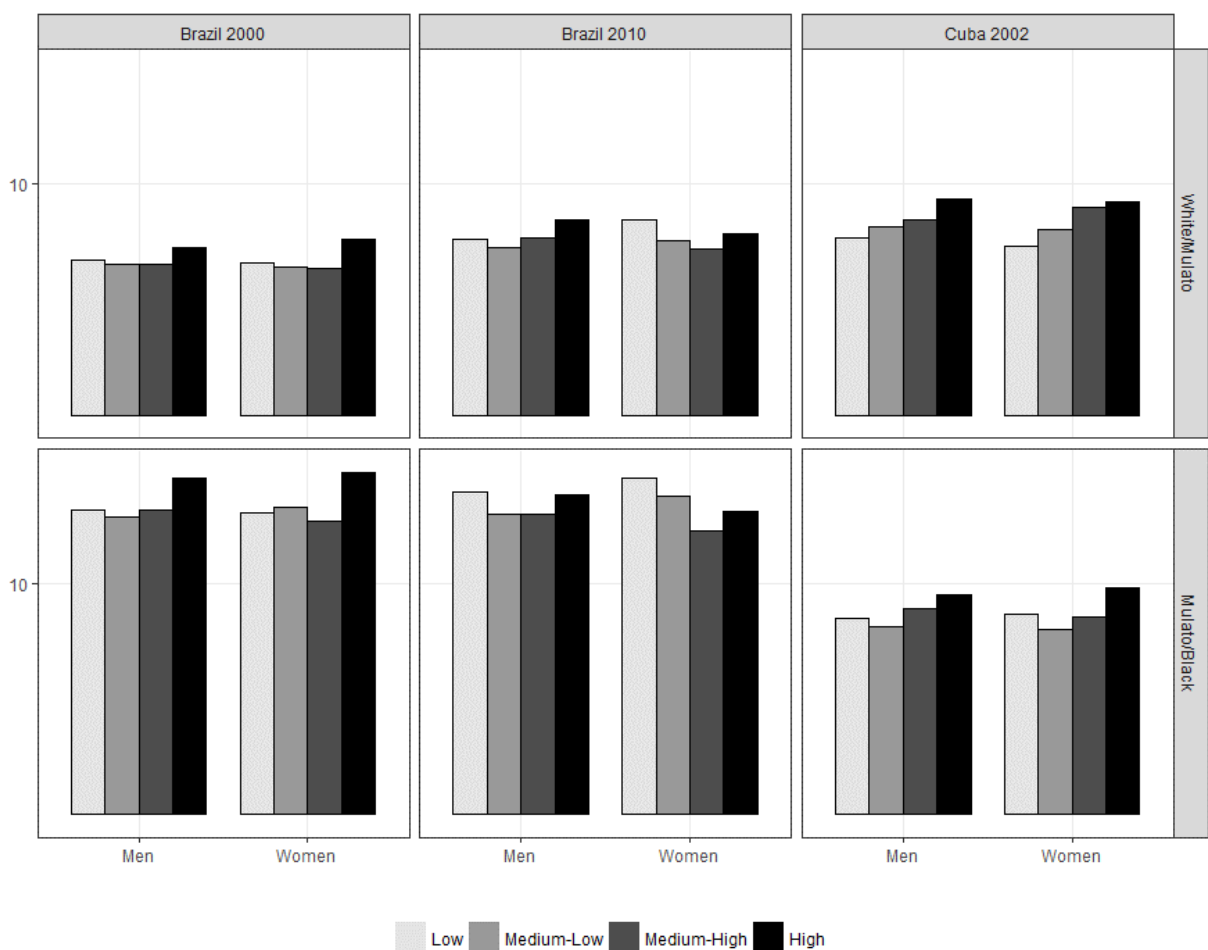 Brazil 2000
Brazil 2010
Cuba 2002
10
White/Mulato
10
Mulato/Black
Men
Women
Men
Women
Men
Women
Low
Medium-Low
Medium-High
High